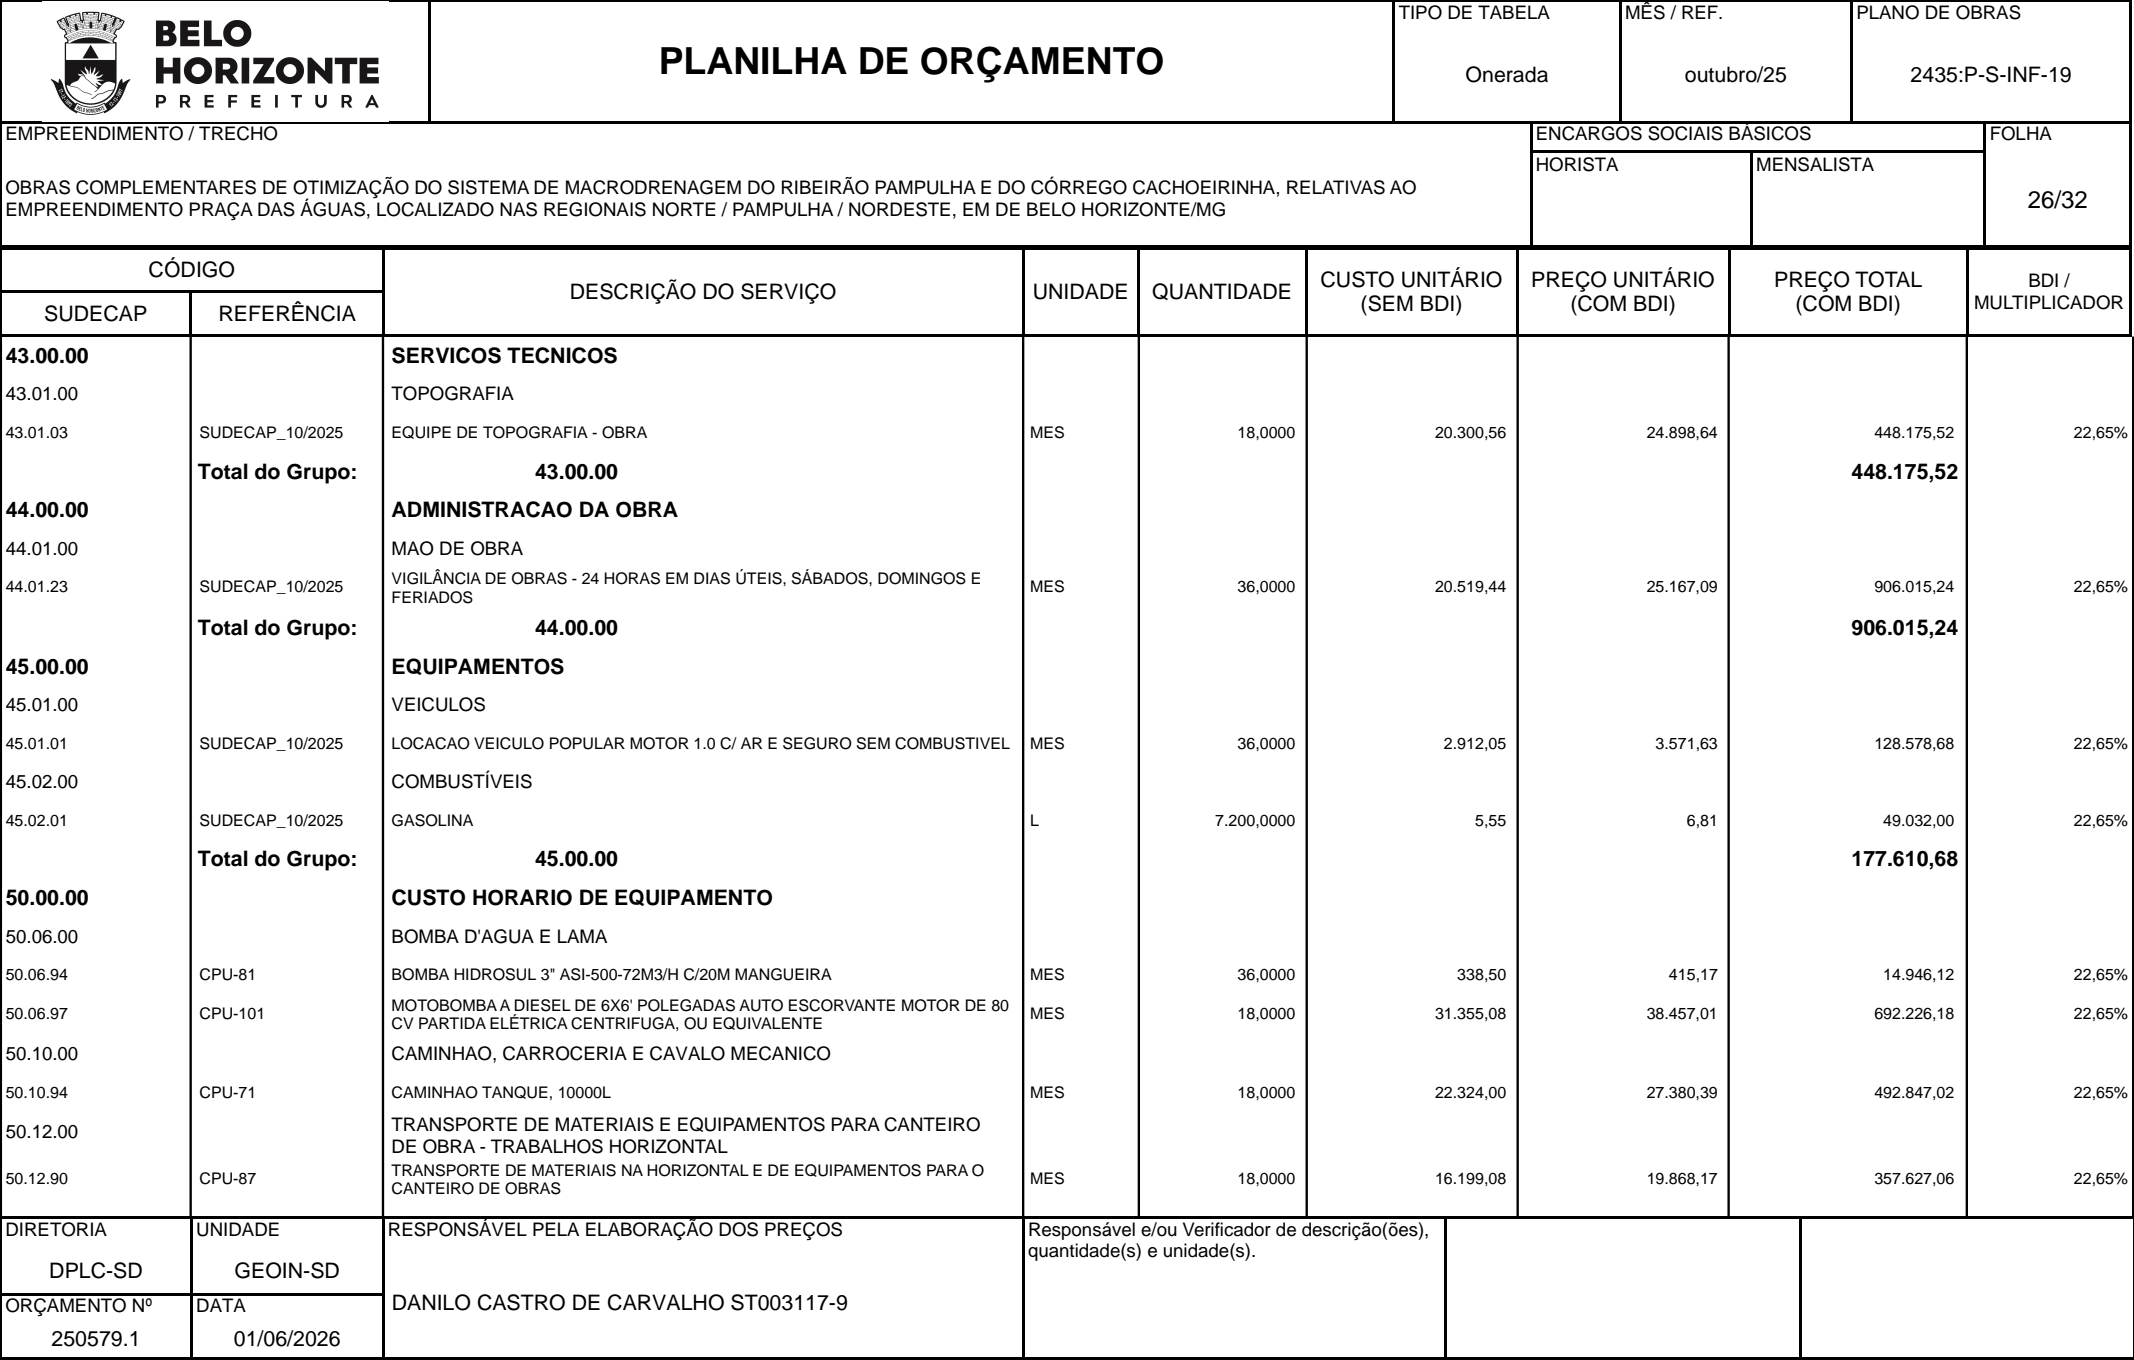 BELO
HORIZONTE
PREFEITURA
PLANILHA DE ORÇAMENTO
TIPO DE TABELA
Onerada
MÊS / REF.
outubro/25
PLANO DE OBRAS
2435:P-S-INF-19
EMPREENDIMENTO / TRECHO
OBRAS COMPLEMENTARES DE OTIMIZAÇÃO DO SISTEMA DE MACRODRENAGEM DO RIBEIRÃO PAMPULHA E DO CÓRREGO CACHOEIRINHA, RELATIVAS AO
EMPREENDIMENTO PRAÇA DAS ÁGUAS, LOCALIZADO NAS REGIONAIS NORTE / PAMPULHA / NORDESTE, EM DE BELO HORIZONTE/MG
ENCARGOS SOCIAIS BÁSICOS
HORISTA
MENSALISTA
FOLHA
26/32
CÓDIGO
SUDECAP
REFERÊNCIA
DESCRIÇÃO DO SERVIÇO
UNIDADE
QUANTIDADE
CUSTO UNITÁRIO
(SEM BDI)
PREÇO UNITÁRIO
(COM BDI)
PREÇO TOTAL
(COM BDI)
BDI /
MULTIPLICADOR
43.00.00 SERVICOS TECNICOS
43.01.00 TOPOGRAFIA
43.01.03 SUDECAP_10/2025 EQUIPE DE TOPOGRAFIA - OBRA MES 18,0000 20.300,56 24.898,64 448.175,52 22,65%
Total do Grupo: 43.00.00 448.175,52
44.00.00 ADMINISTRACAO DA OBRA
44.01.00 MAO DE OBRA
44.01.23 SUDECAP_10/2025 VIGILÂNCIA DE OBRAS - 24 HORAS EM DIAS ÚTEIS, SÁBADOS, DOMINGOS E
FERIADOS MES 36,0000 20.519,44 25.167,09 906.015,24 22,65%
Total do Grupo: 44.00.00 906.015,24
45.00.00 EQUIPAMENTOS
45.01.00 VEICULOS
45.01.01 SUDECAP_10/2025 LOCACAO VEICULO POPULAR MOTOR 1.0 C/ AR E SEGURO SEM COMBUSTIVEL MES 36,0000 2.912,05 3.571,63 128.578,68 22,65%
45.02.00 COMBUSTÍVEIS
45.02.01 SUDECAP_10/2025 GASOLINA L 7.200,0000 5,55 6,81 49.032,00 22,65%
Total do Grupo: 45.00.00 177.610,68
50.00.00 CUSTO HORARIO DE EQUIPAMENTO
50.06.00 BOMBA D'AGUA E LAMA
50.06.94 CPU-81 BOMBA HIDROSUL 3" ASI-500-72M3/H C/20M MANGUEIRA MES 36,0000 338,50 415,17 14.946,12 22,65%
50.06.97 CPU-101 MOTOBOMBA A DIESEL DE 6X6' POLEGADAS AUTO ESCORVANTE MOTOR DE 80
CV PARTIDA ELÉTRICA CENTRIFUGA, OU EQUIVALENTE MES 18,0000 31.355,08 38.457,01 692.226,18 22,65%
50.10.00 CAMINHAO, CARROCERIA E CAVALO MECANICO
50.10.94 CPU-71 CAMINHAO TANQUE, 10000L MES 18,0000 22.324,00 27.380,39 492.847,02 22,65%
50.12.00 TRANSPORTE DE MATERIAIS E EQUIPAMENTOS PARA CANTEIRO
DE OBRA - TRABALHOS HORIZONTAL
50.12.90 CPU-87 TRANSPORTE DE MATERIAIS NA HORIZONTAL E DE EQUIPAMENTOS PARA O
CANTEIRO DE OBRAS MES 18,0000 16.199,08 19.868,17 357.627,06 22,65%
DIRETORIA
DPLC-SD
UNIDADE
GEOIN-SD
ORÇAMENTO Nº
250579.1
DATA
01/06/2026
RESPONSÁVEL PELA ELABORAÇÃO DOS PREÇOS
DANILO CASTRO DE CARVALHO ST003117-9
Responsável e/ou Verificador de descrição(ões),
quantidade(s) e unidade(s).